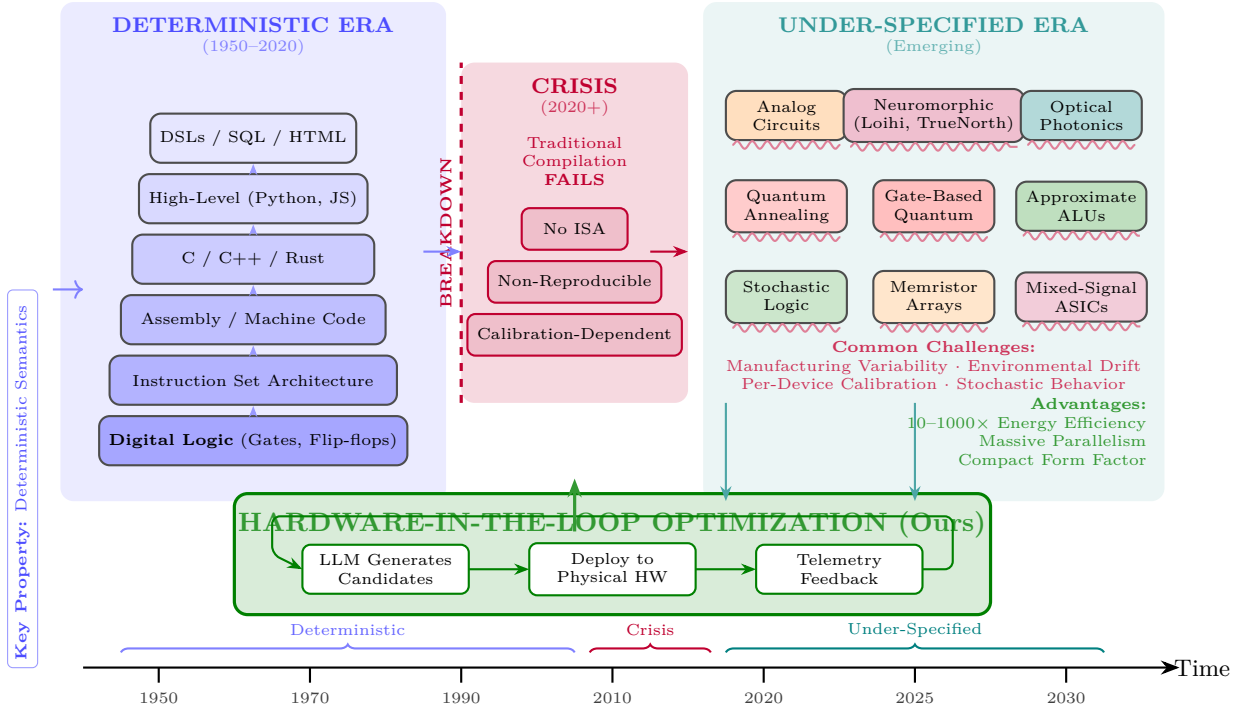 DETERMINISTIC ERA
(1950–2020)
DSLs / SQL / HTML
High-Level (Python, JS)
C / C++ / Rust
Assembly / Machine Code
Instruction Set Architecture
Digital Logic (Gates, Flip-flops)
Key Property: Deterministic Semantics
BREAKDOWN
CRISIS
(2020+)
Traditional
Compilation
FAILS
No ISA
Non-Reproducible
Calibration-Dependent
UNDER-SPECIFIED ERA
(Emerging)
Analog
Circuits
Neuromorphic
(Loihi, TrueNorth)
Optical
Photonics
Quantum
Annealing
Gate-Based
Quantum
Approximate
ALUs
Stochastic
Logic
Memristor
Arrays
Mixed-Signal
ASICs
Common Challenges:
Manufacturing Variability · Environmental Drift
Per-Device Calibration · Stochastic Behavior
Advantages:
10–1000× Energy Efficiency
Massive Parallelism
Compact Form Factor
HARDWARE-IN-THE-LOOP OPTIMIZATION (Ours)
LLM Generates
Candidates
Deploy to
Physical HW
Telemetry
Feedback
Deterministic
Crisis
Under-Specified
Time
1950
1970
1990
2010
2020
2025
2030